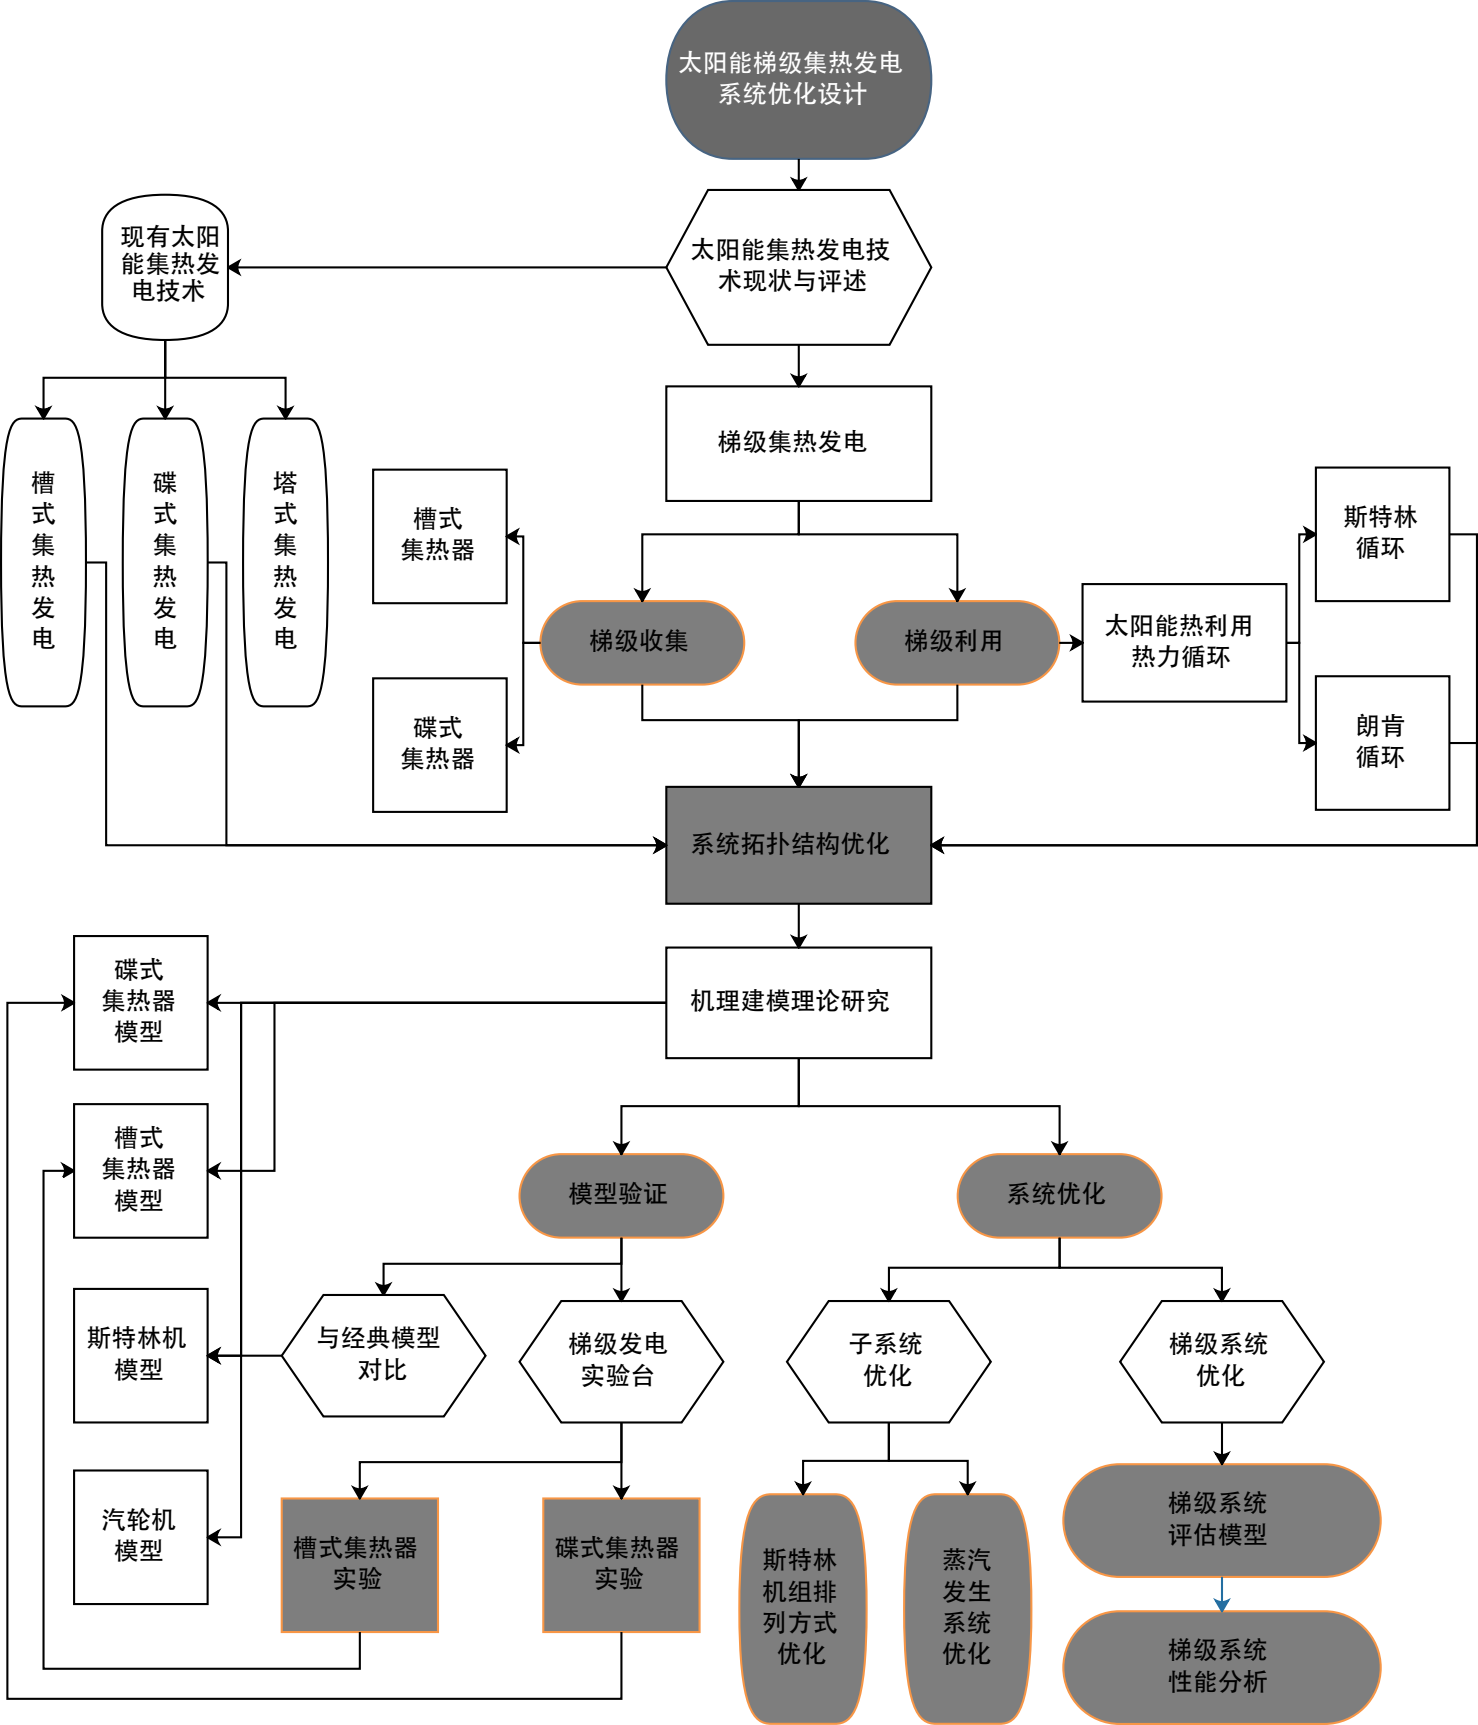 太阳能梯级集热发电
系统优化设计
太阳能集热发电技
术现状与评述
现有太阳
能集热发
电技术
梯级集热发电
槽
式
集
热
发
电
碟
式
集
热
发
电
塔
式
集
热
发
电
槽式
集热器
碟式
集热器
梯级收集
梯级利用
太阳能热利用
热力循环
斯特林
循环
朗肯
循环
系统拓扑结构优化
机理建模理论研究
碟式
集热器
模型
槽式
集热器
模型
斯特林机
模型
汽轮机
模型
模型验证
系统优化
与经典模型
对比
梯级发电
实验台
子系统
优化
梯级系统
优化
槽式集热器
实验
碟式集热器
实验
斯特林
机组排
列方式
优化
蒸汽
发生
系统
优化
梯级系统
评估模型
梯级系统
性能分析